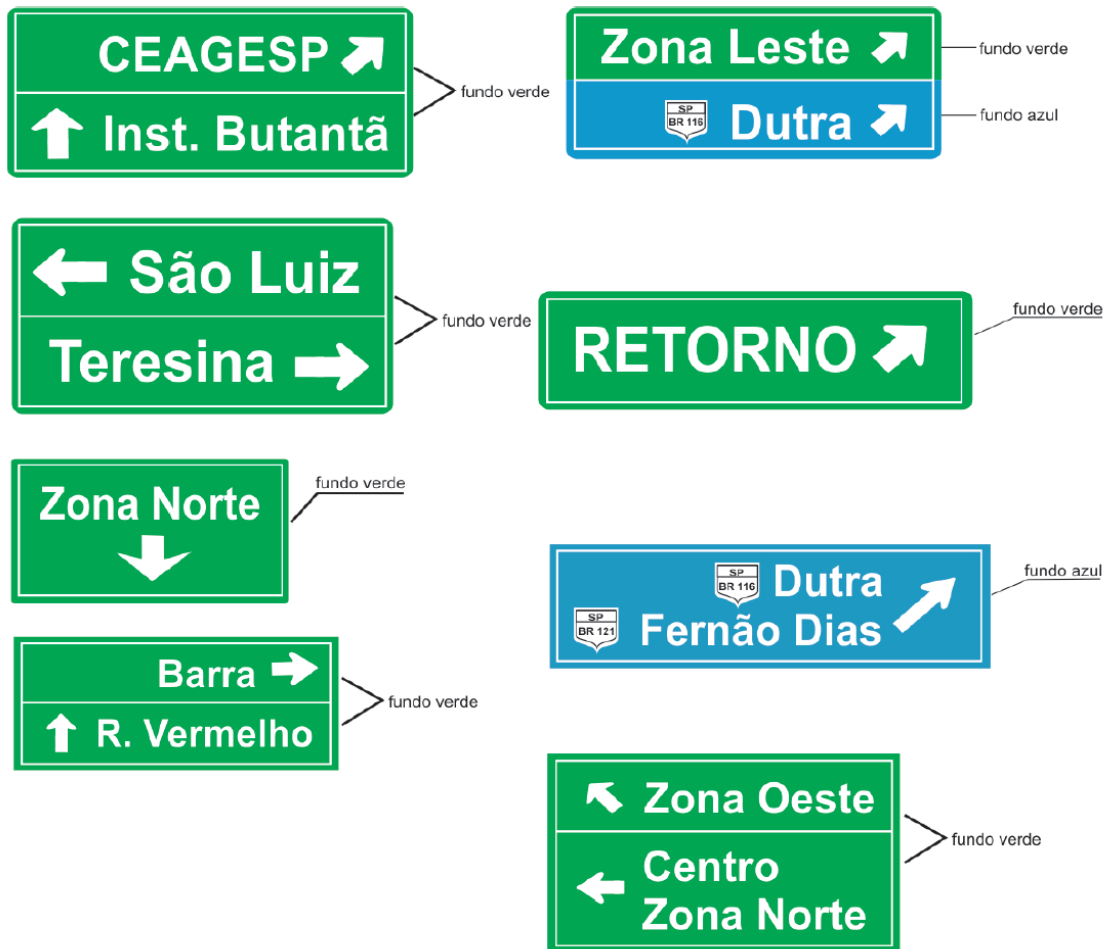 CEAGESP
Inst. Butantã
fundo verde
Zona Leste
fundo verde
SP
BR 116
Dutra
fundo azul
São Luiz
Teresina
fundo verde
RETORNO
fundo verde
Zona Norte
fundo verde
SP
BR 116
Dutra
SP
BR 121
Fernão Dias
fundo azul
Barra
R. Vermelho
fundo verde
Zona Oeste
Centro
Zona Norte
fundo verde